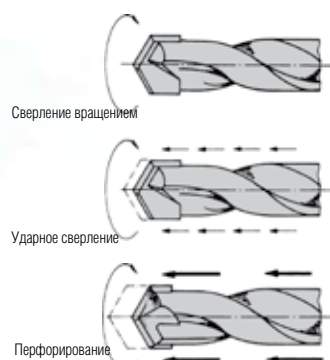 Сверление вращением
Ударное сверление
Перфорирование